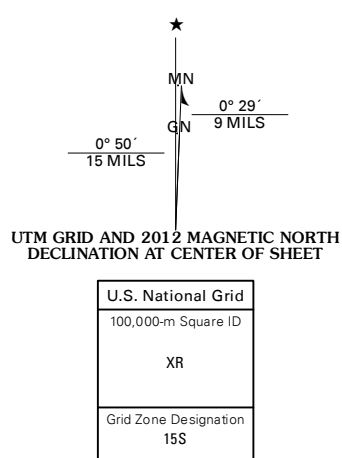 ★
MN
0° 29´
9 MILS
GN
0° 50´
15 MILS
UTM GRID AND 2012 MAGNETIC NORTH
DECLINATION AT CENTER OF SHEET
U.S. National Grid
100,000-m Square ID
XR
Grid Zone Designation
15S